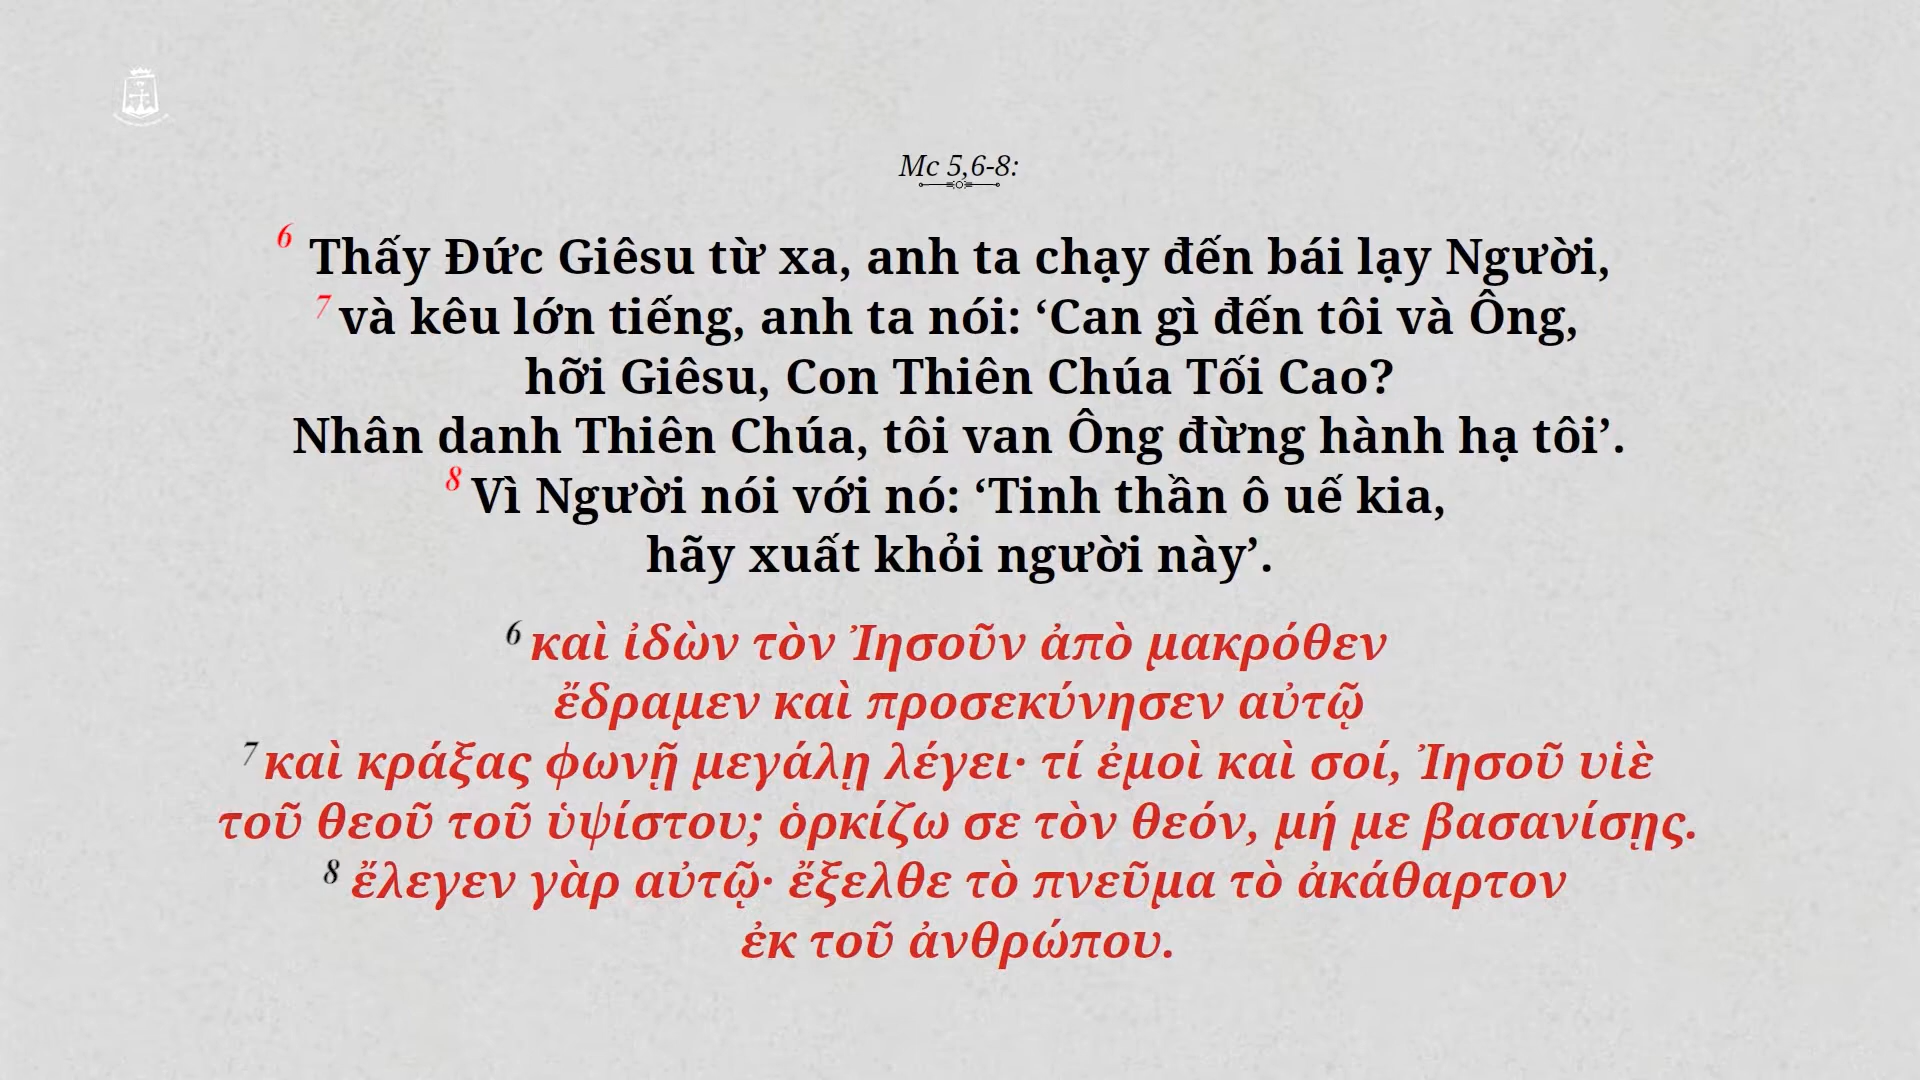 Mc 5,6-8:
6 Thấy Đức Giêsu từ xa, anh ta chạy đến bái lạy Người,
7 và kêu lớn tiếng, anh ta nói: ‘Can gì đến tôi và Ông,
hỡi Giêsu, Con Thiên Chúa Tối Cao?
Nhân danh Thiên Chúa, tôi van Ông đừng hành hạ tôi’.
8 Vì Người nói với nó: ‘Tinh thần ô uế kia,
hãy xuất khỏi người này’.
6 καὶ ἰδὼν τὸν Ἰησοῦν ἀπὸ μακρόθεν
ἔδραμεν καὶ προσεκύνησεν αὐτῷ
7 καὶ κράξας φωνῇ μεγάλῃ λέγει· τί ἐμοὶ καὶ σοί, Ἰησοῦ υἱὲ
τοῦ θεοῦ τοῦ ὑψίστου; ὁρκίζω σε τὸν θεόν, μή με βασανίσῃς.
8 ἔλεγεν γὰρ αὐτῷ· ἔξελθε τὸ πνεῦμα τὸ ἀκάθαρτον
ἐκ τοῦ ἀνθρώπου.